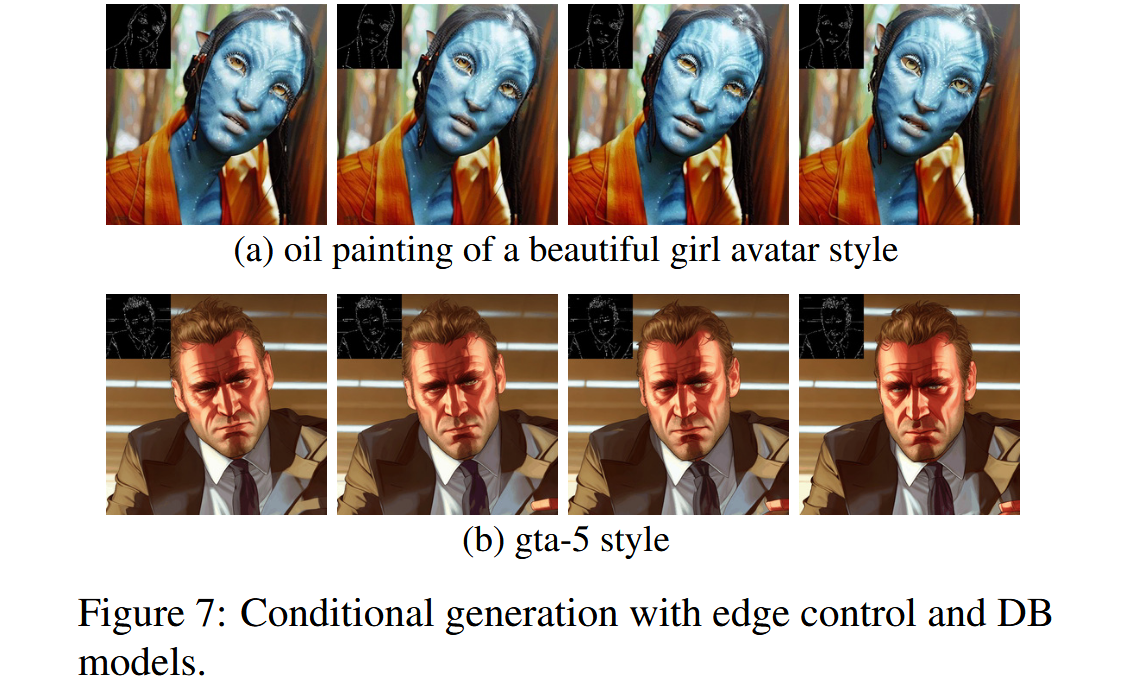 (a) oil painting of a beautiful girl avatar style
(b) gta-5 style
Figure 7: Conditional generation with edge control and DB
models.